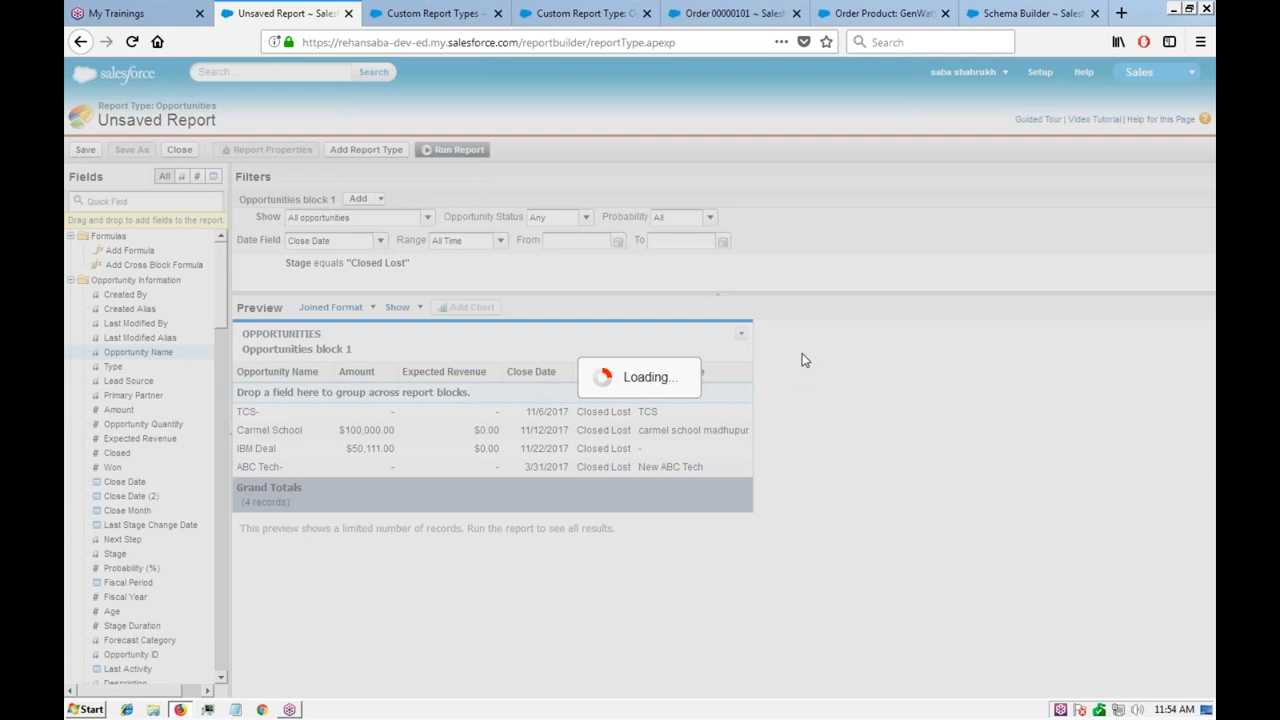 My Trainings
Unsaved Report ~ Salesf
Custom Report Types ~
Custom Report Type: O
Order 00000101 ~ Salesf
Order Product: GenWatt
Schema Builder ~ Salesf
https://rehansaba-dev-ed.my.salesforce.com/reportbuilder/reportType.apexp
Search
salesforce
Search...
Search
saba shahrukh
Setup
Help
Sales
Report Type: Opportunities
Unsaved Report
Guided Tour | Video Tutorial | Help for this Page
Save
Save As
Close
Report Properties
Add Report Type
Run Report
Fields
All
#
Quick Find
Drag and drop to add fields to the report.
Formulas
Add Formula
Add Cross Block Formula
Opportunity Information
Created By
Created Alias
Last Modified By
Last Modified Alias
Opportunity Name
Type
Lead Source
Primary Partner
# Amount
# Opportunity Quantity
# Expected Revenue
# Closed
# Won
Close Date
Close Date (2)
Close Month
Last Stage Change Date
Next Step
Stage
# Probability (%)
Fiscal Period
# Fiscal Year
# Age
# Stage Duration
Forecast Category
Opportunity ID
Last Activity
Description
Filters
Opportunities block 1
Add
Show All opportunities Opportunity Status Any Probability All
Date Field Close Date Range All Time From To
Stage equals "Closed Lost"
Preview
Joined Format
Show
Add Chart
OPPORTUNITIES
Opportunities block 1
Opportunity Name Amount Expected Revenue Close Date
Drop a field here to group across report blocks.
TCS- - - 11/6/2017 Closed Lost TCS
Carmel School $100,000.00 $0.00 11/12/2017 Closed Lost carmel school madhupur
IBM Deal $50,111.00 $0.00 11/22/2017 Closed Lost -
ABC Tech- - - 3/31/2017 Closed Lost New ABC Tech
Grand Totals
(4 records)
This preview shows a limited number of records. Run the report to see all results.
Loading...
Start
11:54 AM